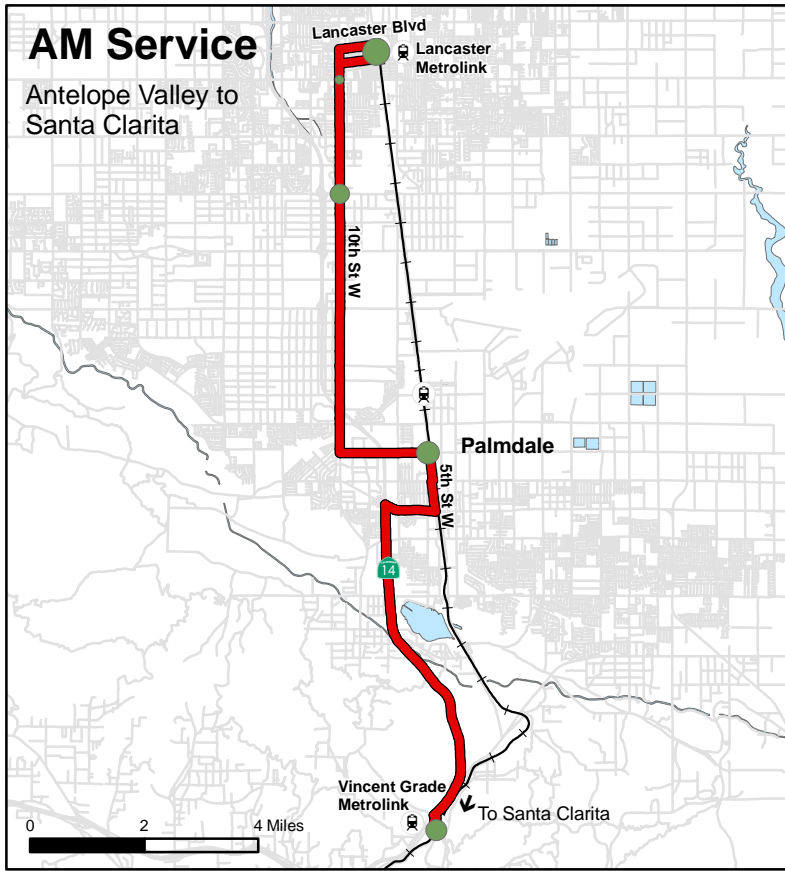 AM Service
Antelope Valley to
Santa Clarita
Lancaster Blvd
Lancaster
Metrolink
10th St W
Palmdale
5th St W
14
Vincent Grade
Metrolink
To Santa Clarita
0 2 4 Miles